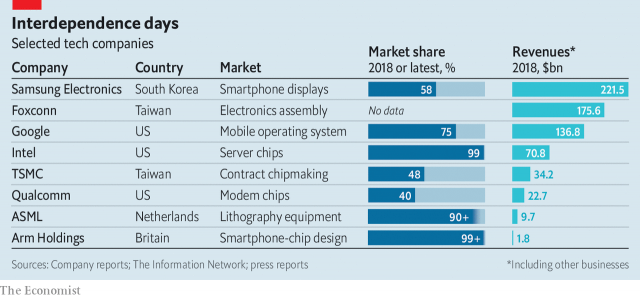 Interdependence days
Selected tech companies
Market share Revenues*
Company Country Market 2018 or latest, % 2018, $bn
Samsung Electronics South Korea Smartphone displays 58 221.5
Foxconn Taiwan Electronics assembly No data 175.6
Google US Mobile operating system 75 136.8
Intel US Server chips 99 70.8
TSMC Taiwan Contract chipmaking 48 34.2
Qualcomm US Modem chips 40 22.7
ASML Netherlands Lithography equipment 90+ 9.7
Arm Holdings Britain Smartphone-chip design 99+ 1.8
Sources: Company reports; The Information Network; press reports *Including other businesses
The Economist